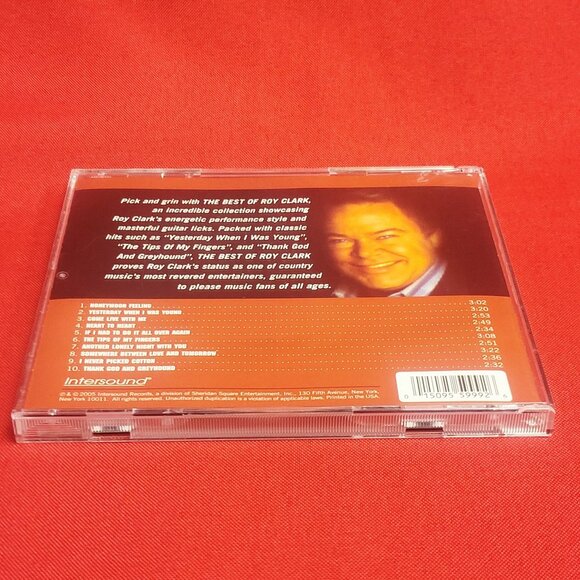 Pick and grin with THE BEST OF ROY CLARK,
an incredible collection showcasing
Roy Clark's energetic performance style and
masterful guitar licks. Packed with classic
hits such as "Yesterday When I Was Young",
"The Tips Of My Fingers", and "Thank God
And Greyhound", THE BEST OF ROY CLARK
proves Roy Clark's status as one of country
music's most revered entertainers, guaranteed
to please music fans of all ages.
1. HONEYMOON FEELING 3:02
2. YESTERDAY WHEN I WAS YOUNG 3:20
3. COME LIVE WITH ME 2:53
4. HEART TO HEART 2:49
5. IF I HAD TO DO IT ALL OVER AGAIN 2:34
6. THE TIPS OF MY FINGERS 3:08
7. ANOTHER LONELY NIGHT WITH YOU 2:51
8. SOMEWHERE BETWEEN LOVE AND TOMORROW 3:22
9. I NEVER PICKED COTTON 2:36
10. THANK GOD AND GREYHOUND 2:32
Intersound
℗ & © 2005 Intersound Records, a division of Sheridan Square Entertainment, Inc., 130 Fifth Avenue, New York,
New York 10011. All rights reserved. Unauthorized duplication is a violation of applicable laws. Printed in the USA.
0 15095 59992 6